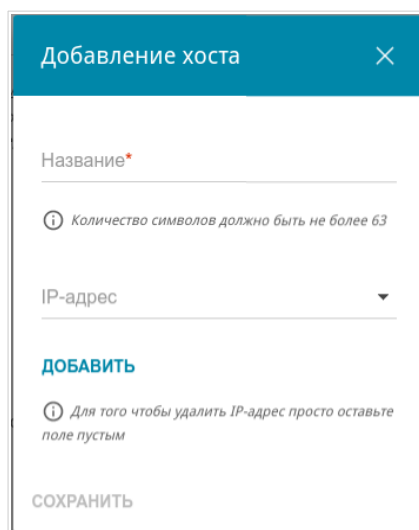 Добавление хоста
Название*
Количество символов должно быть не более 63
IP-адрес
ДОБАВИТЬ
Для того чтобы удалить IP-адрес просто оставьте
поле пустым
СОХРАНИТЬ